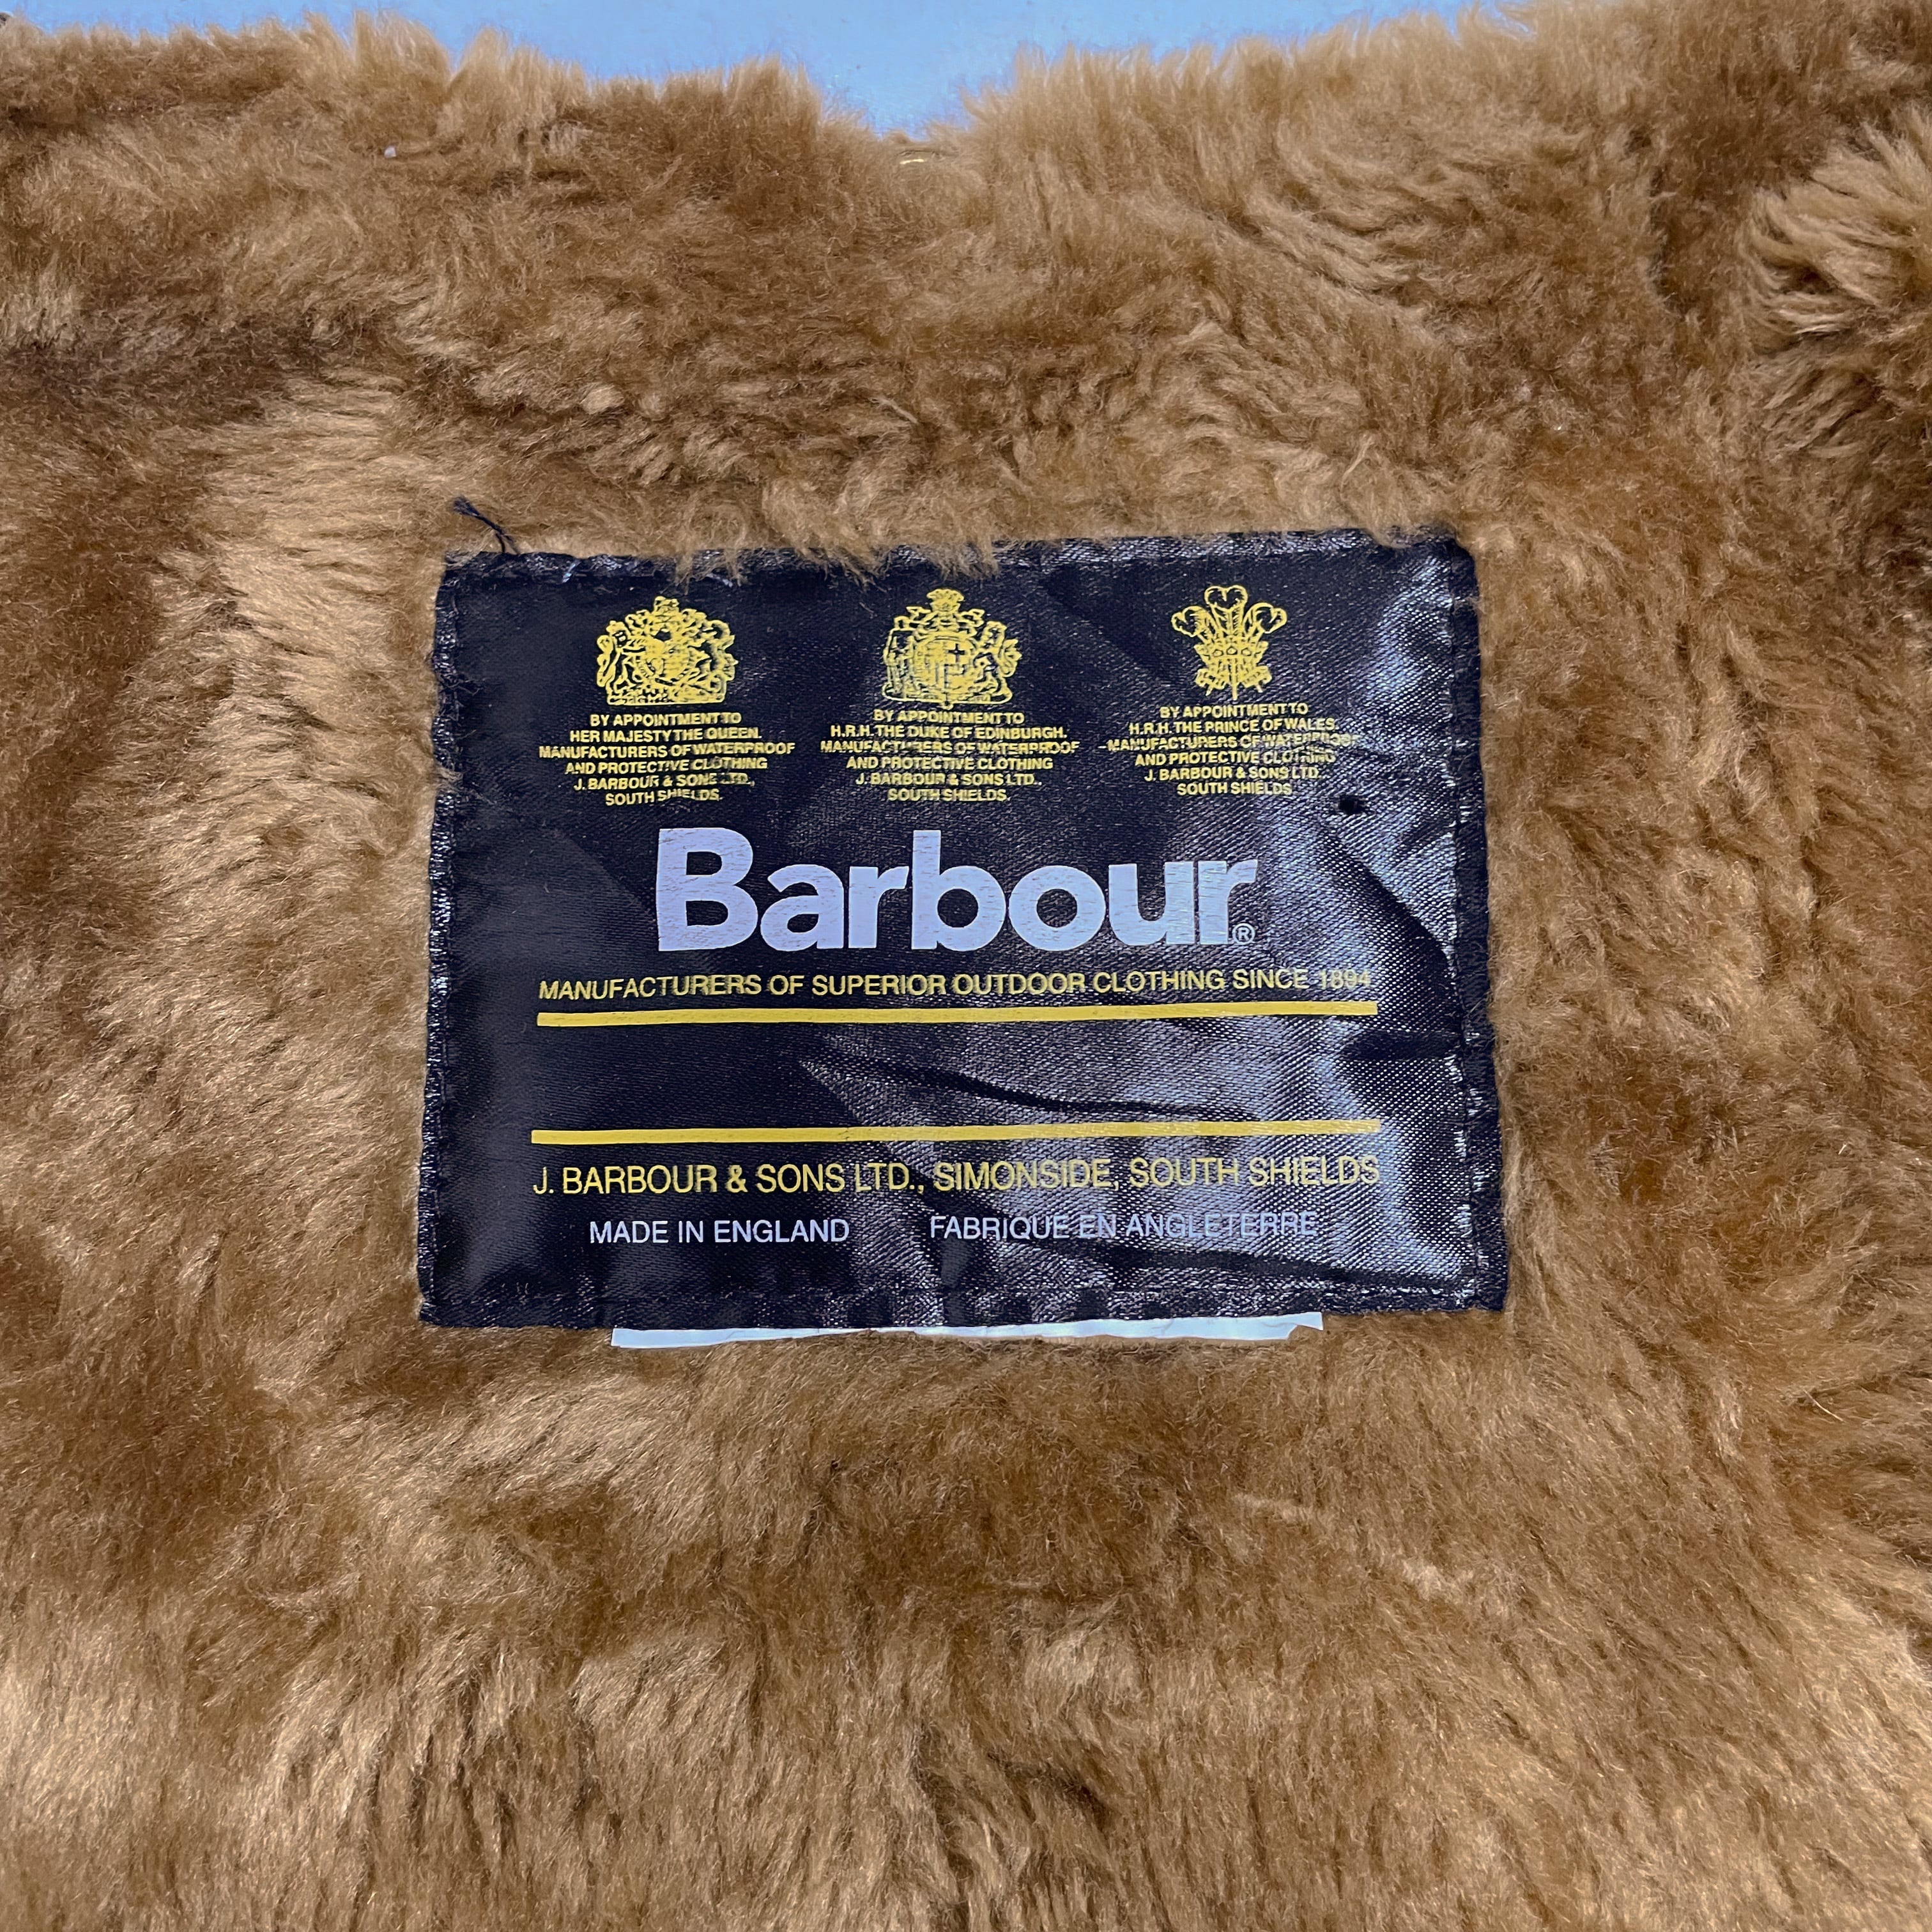 BY APPOINTMENT TO
HER MAJESTY THE QUEEN.
MANUFACTURERS OF WATERPROOF
AND PROTECTIVE CLOTHING
J. BARBOUR & SONS LTD.,
SOUTH SHIELDS.
BY APPOINTMENT TO
H.R.H. THE DUKE OF EDINBURGH.
MANUFACTURERS OF WATERPROOF
AND PROTECTIVE CLOTHING
J. BARBOUR & SONS LTD..
SOUTH SHIELDS.
BY APPOINTMENT TO
H.R.H. THE PRINCE OF WALES.
MANUFACTURERS OF WATERPROOF
AND PROTECTIVE CLOTHING
J. BARBOUR & SONS LTD.
SOUTH SHIELDS.
Barbour®
MANUFACTURERS OF SUPERIOR OUTDOOR CLOTHING SINCE 1894
J. BARBOUR & SONS LTD., SIMONSIDE, SOUTH SHIELDS
MADE IN ENGLAND FABRIQUE EN ANGLETERRE